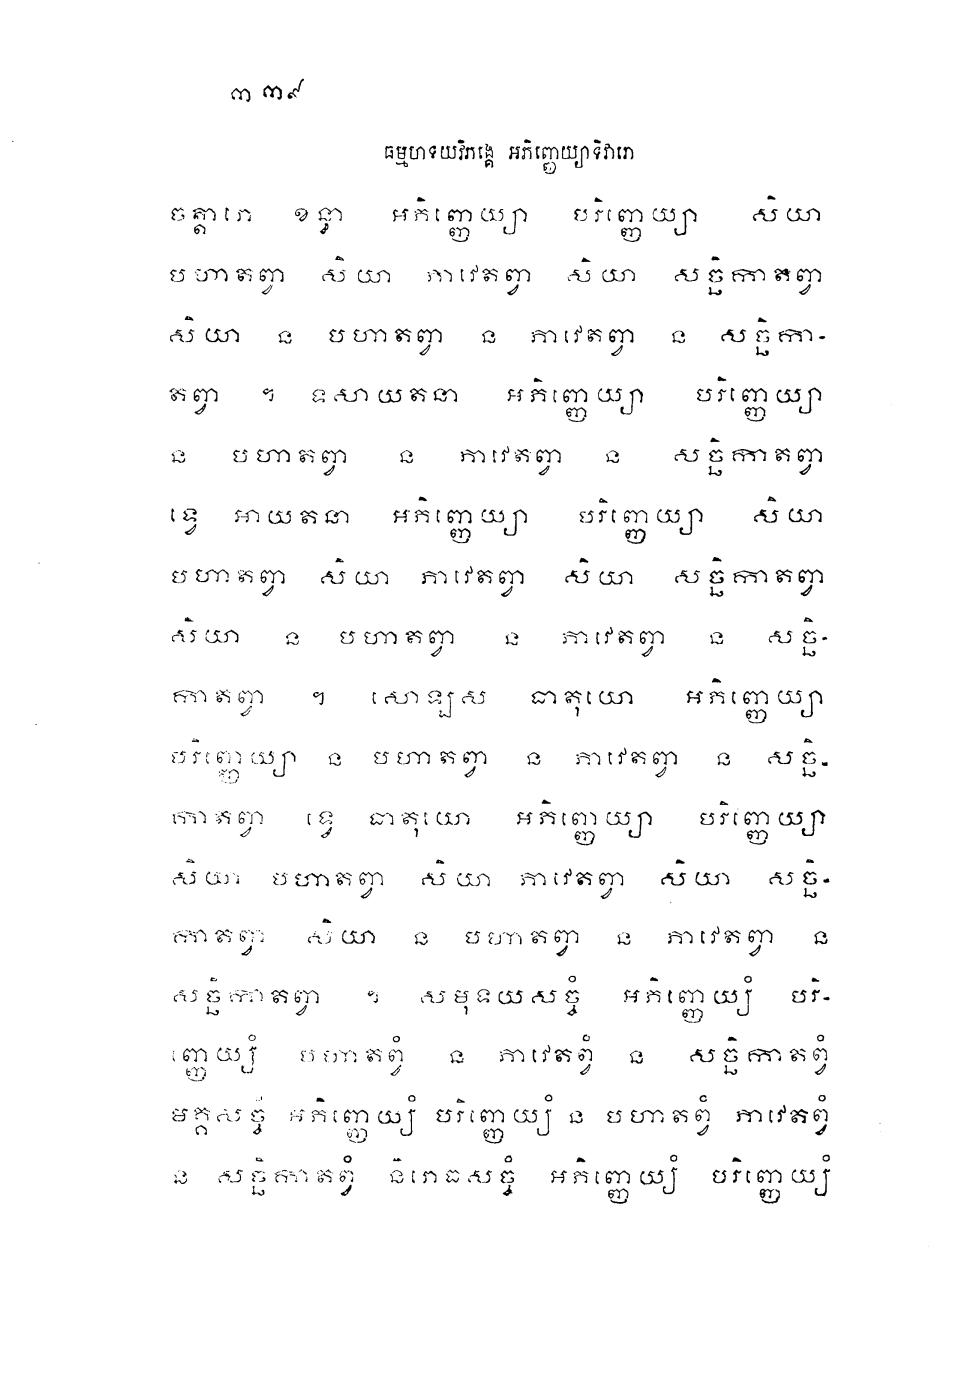 ៣ ៣៩
ធម្មហទយវិភង្គេ អភិញ្ញេយ្យាទិវារោ
ចត្តារោ ខន្ធា អភិញ្ញេយ្យា បរិញ្ញេយ្យា សិយា
បហាតព្វា សិយា ភាវេតព្វា សិយា សច្ឆិកាតព្វា
សិយា ន បហាតព្វា ន ភាវេតព្វា ន សច្ឆិកា-
តព្វា ។ ទសាយតនា អភិញ្ញេយ្យា បរិញ្ញេយ្យា
ន បហាតព្វា ន ភាវេតព្វា ន សច្ឆិកាតព្វា
ទ្វេ អាយតនា អភិញ្ញេយ្យា បរិញ្ញេយ្យា សិយា
បហាតព្វា សិយា ភាវេតព្វា សិយា សច្ឆិកាតព្វា
សិយា ន បហាតព្វា ន ភាវេតព្វា ន សច្ឆិ-
កាតព្វា ។ សោឡស ធាតុយោ អភិញ្ញេយ្យា
បរិញ្ញេយ្យា ន បហាតព្វា ន ភាវេតព្វា ន សច្ឆិ-
កាតព្វា ទ្វេ ធាតុយោ អភិញ្ញេយ្យា បរិញ្ញេយ្យា
សិយា បហាតព្វា សិយា ភាវេតព្វា សិយា សច្ឆិ-
កាតព្វា សិយា ន បហាតព្វា ន ភាវេតព្វា ន
សច្ឆិកាតព្វា ។ សមុទយសច្ចំ អភិញ្ញេយ្យំ បរិ-
ញ្ញេយ្យំ បហាតព្វំ ន ភាវេតព្វំ ន សច្ឆិកាតព្វំ
មគ្គសច្ចំ អភិញ្ញេយ្យំ បរិញ្ញេយ្យំ ន បហាតព្វំ ភាវេតព្វំ
ន សច្ឆិកាតព្វំ និរោធសច្ចំ អភិញ្ញេយ្យំ បរិញ្ញេយ្យំ